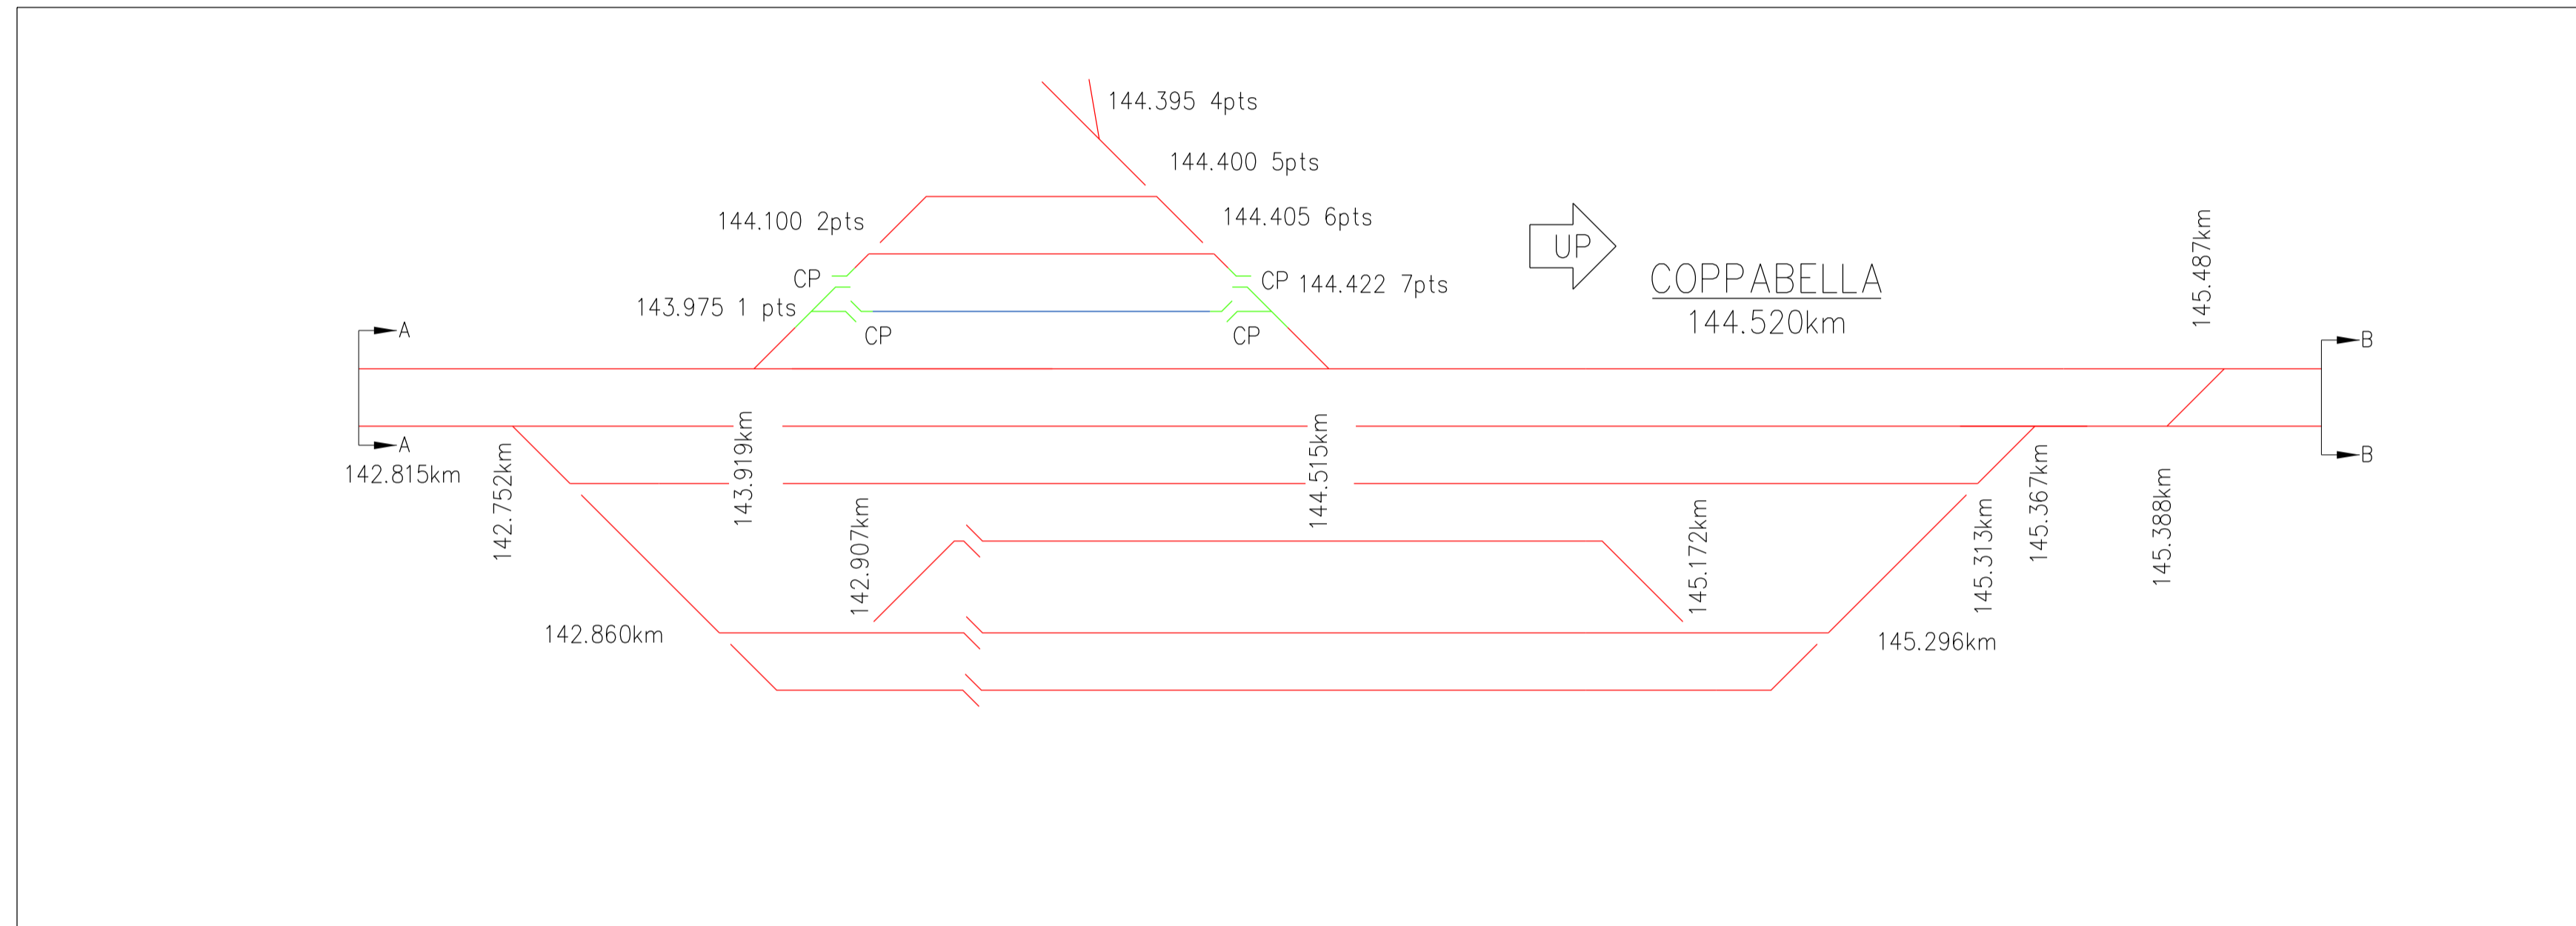 144.395 4pts
144.400 5pts
144.100 2pts
144.405 6pts
UP
COPPABELLA
144.520km
CP
CP
144.422 7pts
143.975 1 pts
CP
CP
145.487km
A
B
A
B
142.815km
142.752km
143.919km
142.907km
144.515km
145.172km
145.313km
145.367km
145.388km
142.860km
145.296km